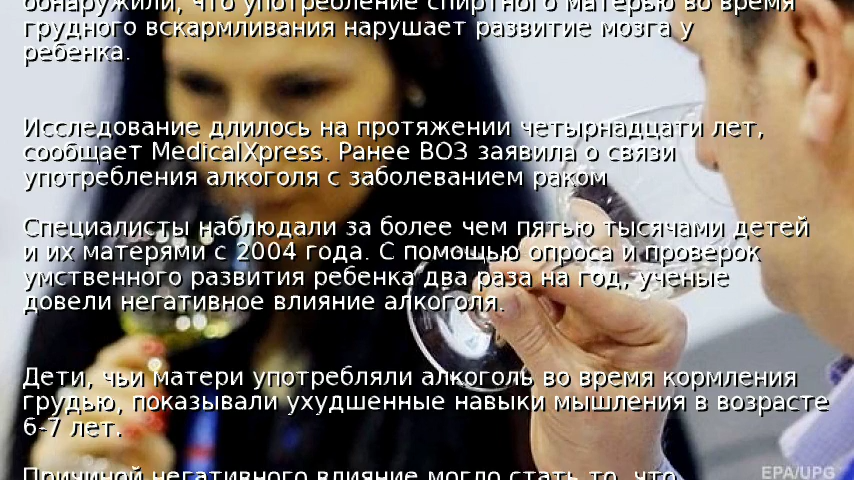 обнаружили, что употребление спиртного матерью во время
грудного вскармливания нарушает развитие мозга у
ребенка.
Исследование длилось на протяжении четырнадцати лет,
сообщает MedicalXpress. Ранее ВОЗ заявила о связи
употребления алкоголя с заболеванием раком
Специалисты наблюдали за более чем пятью тысячами детей
и их матерями с 2004 года. С помощью опроса и проверок
умственного развития ребенка два раза на год, ученые
довели негативное влияние алкоголя.
Дети, чьи матери употребляли алкоголь во время кормления
грудью, показывали ухудшенные навыки мышления в возрасте
6-7 лет.
Причиной негативного влияние могло стать то, что
EPA/UPG